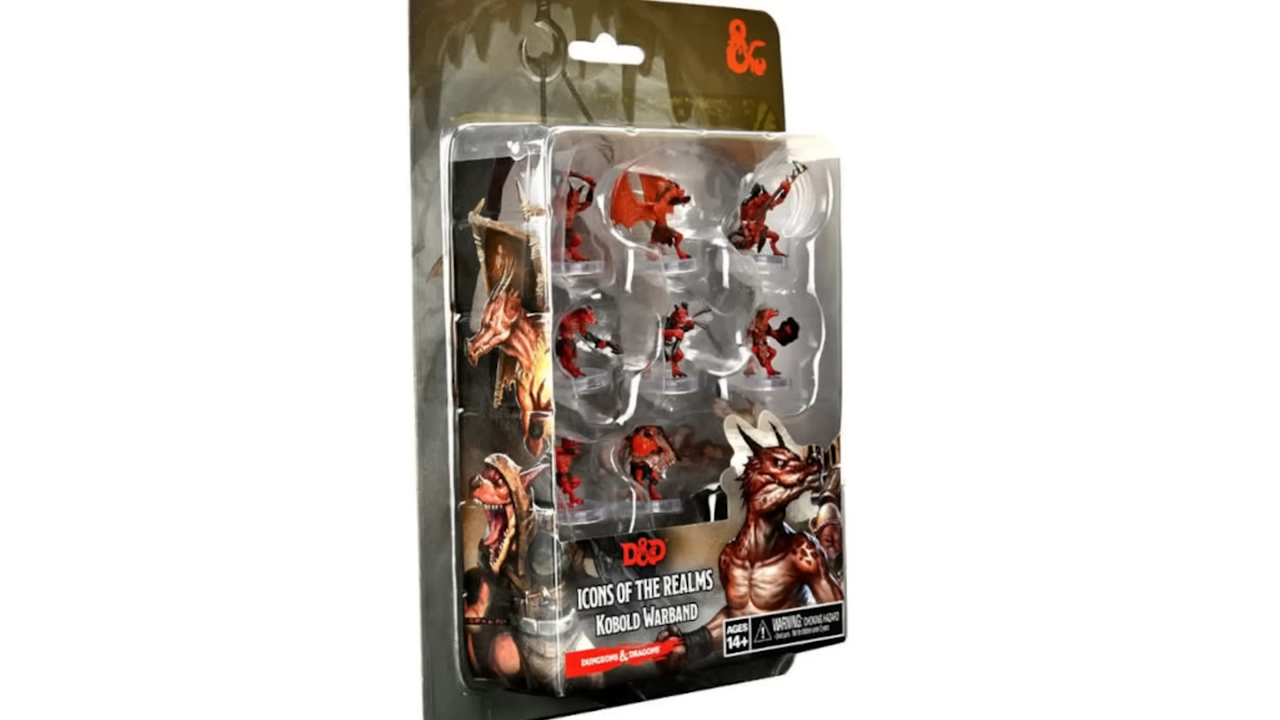 &
D&D
ICONS OF THE REALMS
KOBOLD WARBAND
DUNGEONS & DRAGONS
AGES
14+
WARNING: CHOKING HAZARD